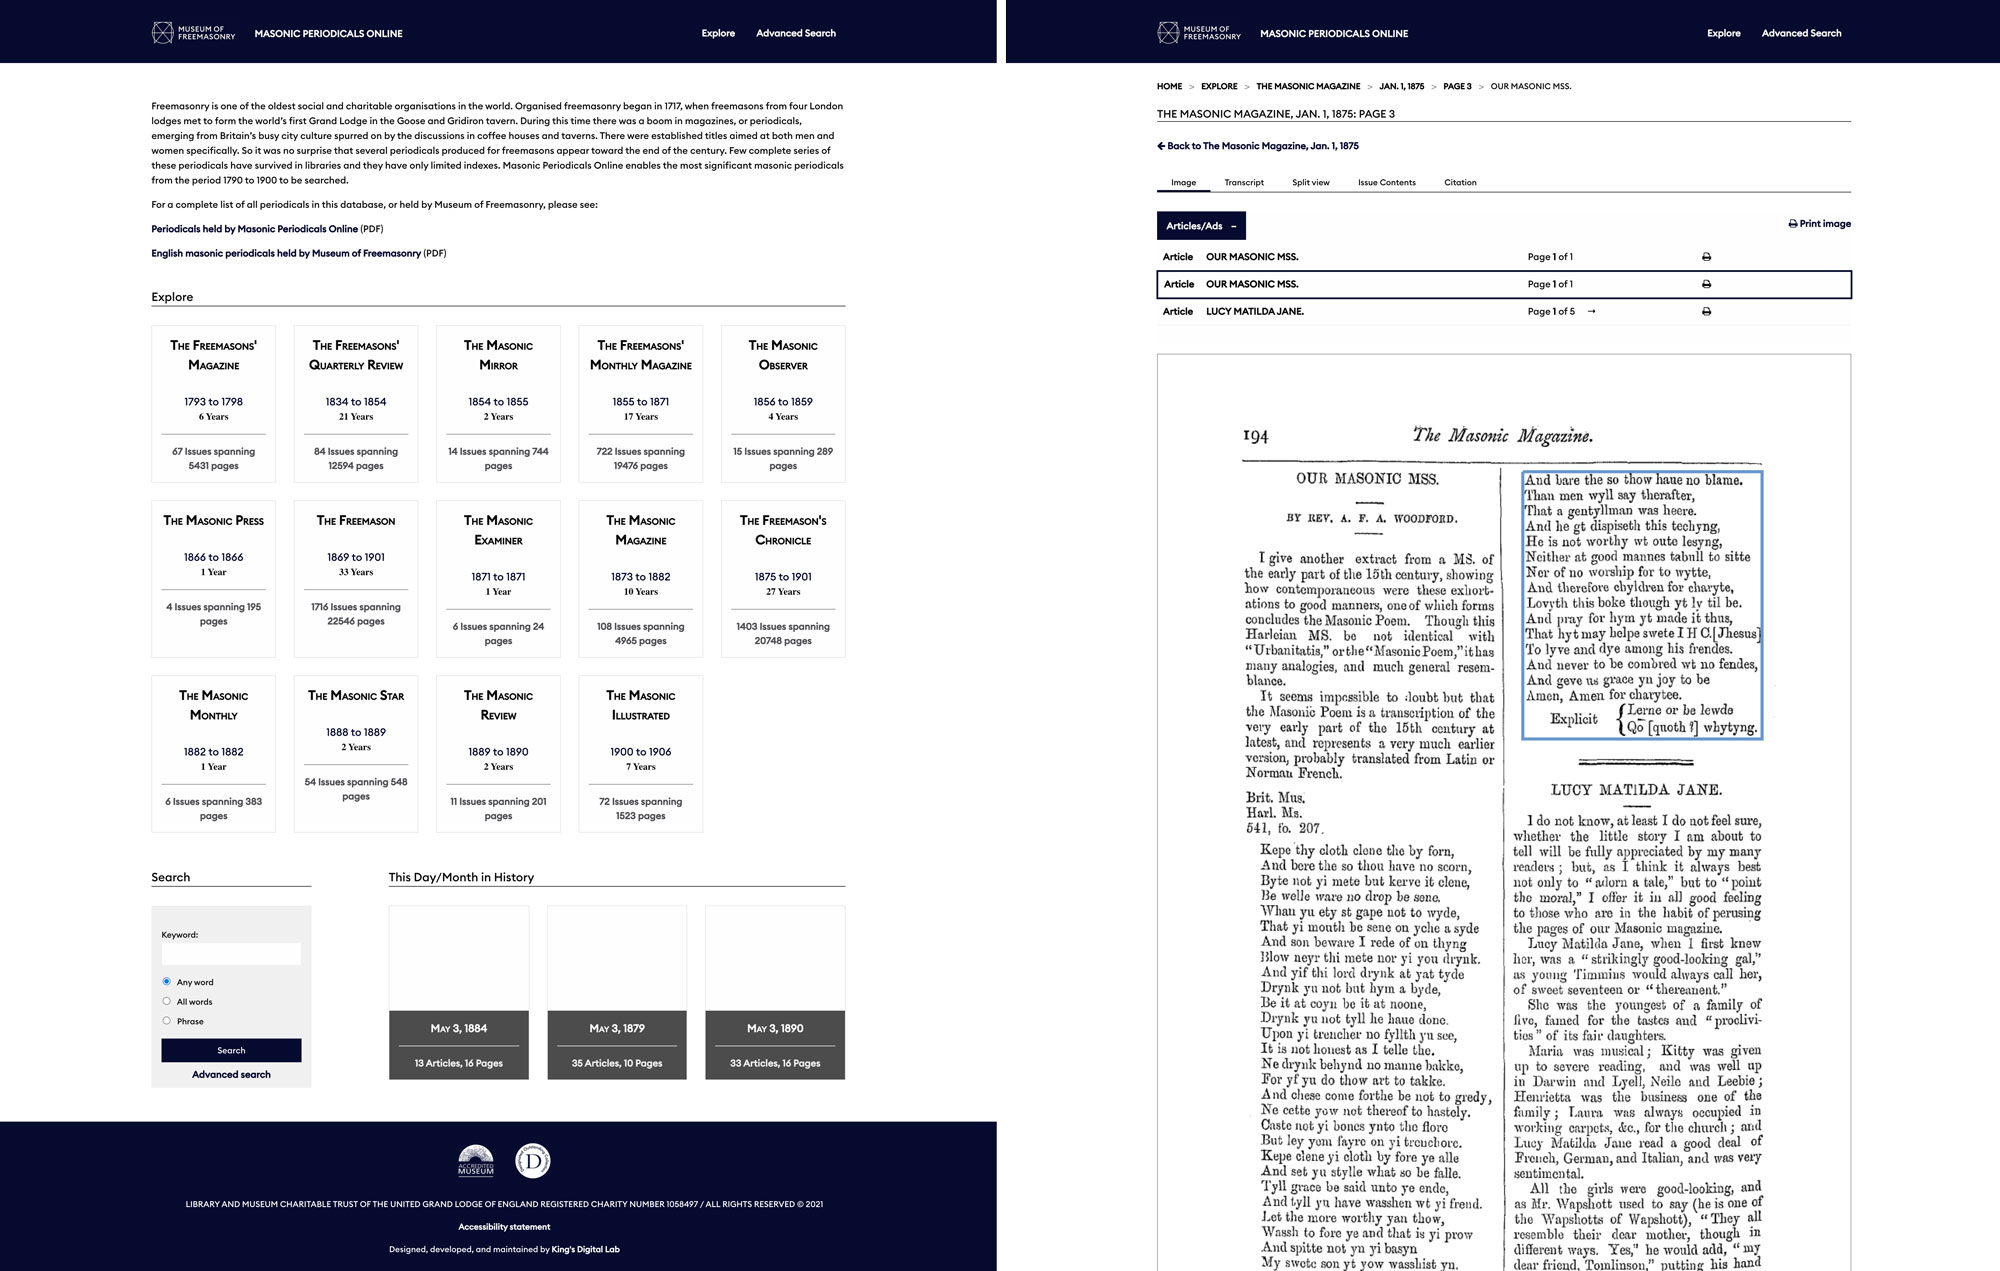 MUSEUM OF
FREEMASONRY
MASONIC PERIODICALS ONLINE
Explore
Advanced Search
Freemasonry is one of the oldest social and charitable organisations in the world. Organised freemasonry began in 1717, when freemasons from four London
lodges met to form the world's first Grand Lodge in the Goose and Gridiron tavern. During this time there was a boom in magazines, or periodicals,
emerging from Britain's busy city culture spurred on by the discussions in coffee houses and taverns. There were established titles aimed at both men and
women specifically. So it was no surprise that several periodicals produced for freemasons appear toward the end of the century. Few complete series of
these periodicals have survived in libraries and they have only limited indexes. Masonic Periodicals Online enables the most significant masonic periodicals
from the period 1790 to 1900 to be searched.
For a complete list of all periodicals in this database, or held by Museum of Freemasonry, please see:
Periodicals held by Masonic Periodicals Online (PDF)
English masonic periodicals held by Museum of Freemasonry (PDF)
Explore
The Freemasons'
Magazine
1793 to 1798
6 Years
67 Issues spanning
5431 pages
The Freemasons'
Quarterly Review
1834 to 1854
21 Years
84 Issues spanning
12594 pages
The Masonic
Mirror
1854 to 1855
2 Years
14 Issues spanning 744
pages
The Freemasons'
Monthly Magazine
1855 to 1871
17 Years
722 Issues spanning
19476 pages
The Masonic
Observer
1856 to 1859
4 Years
15 Issues spanning 289
pages
The Masonic Press
1866 to 1866
1 Year
4 Issues spanning 195
pages
The Freemason
1869 to 1901
33 Years
1716 Issues spanning
22546 pages
The Masonic
Examiner
1871 to 1871
1 Year
6 Issues spanning 24
pages
The Masonic
Magazine
1873 to 1882
10 Years
108 Issues spanning
4965 pages
The Freemason's
Chronicle
1875 to 1901
27 Years
1403 Issues spanning
20748 pages
The Masonic
Monthly
1882 to 1882
1 Year
6 Issues spanning 383
pages
The Masonic Star
1888 to 1889
2 Years
54 Issues spanning 548
pages
The Masonic
Review
1889 to 1890
2 Years
11 Issues spanning 201
pages
The Masonic
Illustrated
1900 to 1906
7 Years
72 Issues spanning
1523 pages
Search
Keyword:
Any word
All words
Phrase
Search
Advanced search
This Day/Month in History
May 3, 1884
13 Articles, 16 Pages
May 3, 1879
35 Articles, 10 Pages
May 3, 1890
33 Articles, 16 Pages
ACCREDITED
MUSEUM
D
LIBRARY AND MUSEUM CHARITABLE TRUST OF THE UNITED GRAND LODGE OF ENGLAND REGISTERED CHARITY NUMBER 1058497 / ALL RIGHTS RESERVED © 2021
Accessibility statement
Designed, developed, and maintained by King's Digital Lab
MUSEUM OF
FREEMASONRY
MASONIC PERIODICALS ONLINE
Explore
Advanced Search
HOME > EXPLORE > THE MASONIC MAGAZINE > JAN. 1, 1875 > PAGE 3 > OUR MASONIC MSS.
THE MASONIC MAGAZINE, JAN. 1, 1875: PAGE 3
← Back to The Masonic Magazine, Jan. 1, 1875
Image Transcript Split view Issue Contents Citation
Articles/Ads −
Print image
Article OUR MASONIC MSS. Page 1 of 1
Article OUR MASONIC MSS. Page 1 of 1
Article LUCY MATILDA JANE. Page 1 of 5 →
194 The Masonic Magazine.
OUR MASONIC MSS.
BY REV. A. F. A. WOODFORD.
I give another extract from a MS. of
the early part of the 15th century, showing
how contemporaneous were these exhort-
ations to good manners, one of which forms
concludes the Masonic Poem. Though this
Harleian MS. be not identical with
"Urbanitatis," or the "Masonic Poem," it has
many analogies, and much general resem-
blance.
It seems impossible to doubt but that
the Masonic Poem is a transcription of the
very early part of the 15th century at
latest, and represents a very much earlier
version, probably translated from Latin or
Norman French.
Brit. Mus.
Harl. Ms.
541, fo. 207.
Kepe thy cloth clene the by forn,
And bere the so thou have no scorn,
Byte not yi mete but kerve it clene,
Be welle ware no drop be sene.
Whan yu ety st gape not to wyde,
That yi mouth be sene on yche a syde
And son beware I rede of on thyng
Blow neyr thi mete nor yi you drynk.
And yif thi lord drynk at yat tyde
Drynk yu not but hym a byde,
Be it at coyn be it at noone,
Drynk yu not tyll he haue done.
Upon yi trencher no fyllth yu see,
It is not honest as I telle the.
Ne drynk behynd no manne bakke,
For yf yu do thow art to takke.
And chese come forthe be not to gredy,
Ne cette yow not thereof to hastely.
Caste not yi bones ynto the flore
But ley yem fayre on yi trenchore.
Kepe clene yi cloth by fore ye alle
And set yu stylle what so be falle.
Tyll grace be said unto ye ende,
And tyll yu have wasshen wt yi frend.
Let the more worthy yan thow,
Wassh to fore ye and that is yi prow
And spitte not yn yi basyn
My swete son yt yow wasshist yn.
And bare the so thow haue no blame.
Than men wyll say therafter,
That a gentyllman was heere.
And he gt dispiseth this techyng,
He is not worthy wt oute lesyng,
Neither at good mannes tabull to sitte
Ner of no worship for to wytte,
And therefore chyldren for charyte,
Lovyth this boke though yt ly til be.
And pray for hym yt made it thus,
That hyt may helpe swete I H C.[Jhesus]
To lyve and dye among his frendes.
And never to be combred wt no fendes,
And geve us grace yn joy to be
Amen, Amen for charytee.
Explicit { Lerne or be lewde
Qō [quoth ?] whytyng.
LUCY MATILDA JANE.
I do not know, at least I do not feel sure,
whether the little story I am about to
tell will be fully appreciated by my many
readers ; but, as I think it always best
not only to "adorn a tale," but to "point
the moral," I offer it in all good feeling
to those who are in the habit of perusing
the pages of our Masonic magazine.
Lucy Matilda Jane, when I first knew
her, was a "strikingly good-looking gal,"
as young Timmins would always call her,
of sweet seventeen or "thereanent."
She was the youngest of a family of
five, famed for the tastes and "proclivi-
ties" of its fair daughters.
Maria was musical ; Kitty was given
up to severe reading, and was well up
in Darwin and Lyell, Neile and Leebie ;
Henrietta was the business one of the
family ; Laura was always occupied in
working carpets, &c., for the church ; and
Lucy Matilda Jane read a good deal of
French, German, and Italian, and was very
sentimental.
All the girls were good-looking, and
as Mr. Wapshott used to say (he is one of
the Wapshotts of Wapshott), "They all
resemble their dear mother, though in
different ways. Yes," he would add, "my
dear friend, Tomlinson," putting his hand